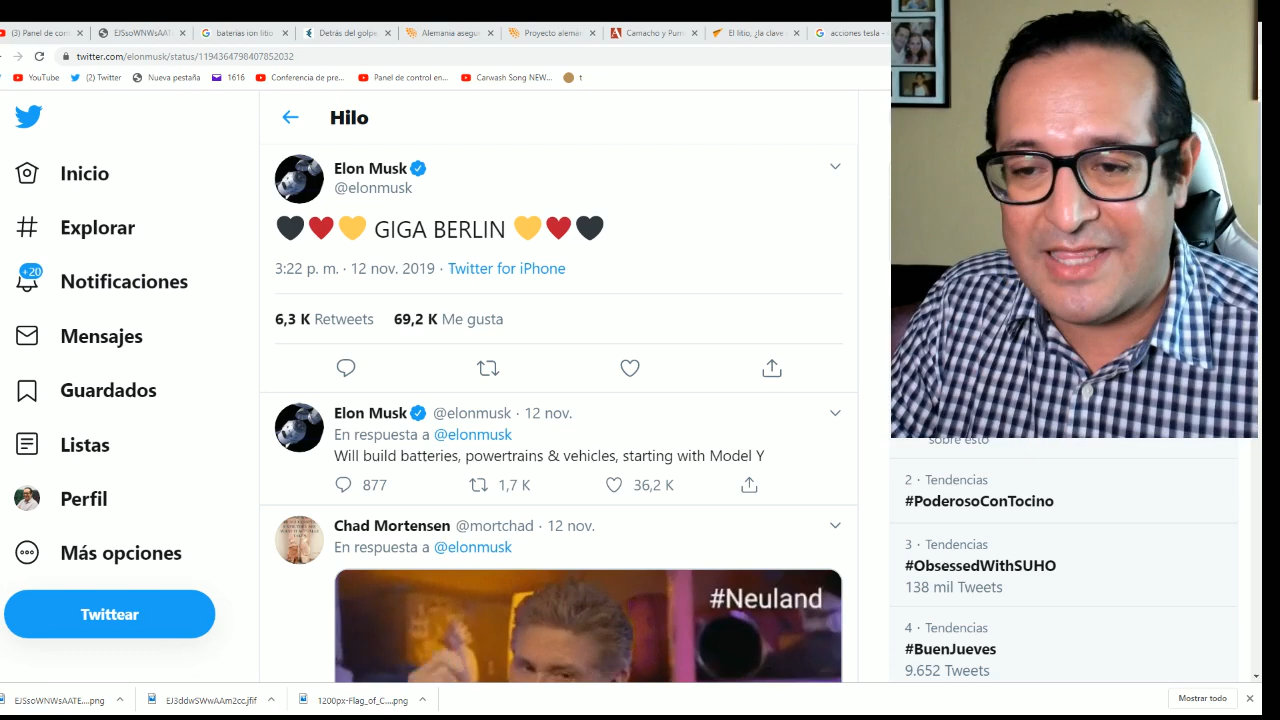 (3) Panel de con
EJSsoWNWsAAT
baterias ion litio
Detrás del golpe
Alemania asegu
Proyecto alemá
Camacho y Pum
El litio, ¿la clave
acciones tesla -
twitter.com/elonmusk/status/1194364798407852032
YouTube
(2) Twitter
Nueva pestaña
1616
Conferencia de pre...
Panel de control en...
Carwash Song NEW...
t
Hilo
Inicio
Explorar
+20
Notificaciones
Mensajes
Guardados
Listas
Perfil
Más opciones
Twittear
Elon Musk
@elonmusk
🖤❤️💛 GIGA BERLIN 💛❤️🖤
3:22 p. m. · 12 nov. 2019 · Twitter for iPhone
6,3 K Retweets 69,2 K Me gusta
Elon Musk @elonmusk · 12 nov.
En respuesta a @elonmusk
Will build batteries, powertrains & vehicles, starting with Model Y
877 1,7 K 36,2 K
Chad Mortensen @mortchad · 12 nov.
En respuesta a @elonmusk
#Neuland
sobre esto
2 · Tendencias
#PoderosoConTocino
3 · Tendencias
#ObsessedWithSUHO
138 mil Tweets
4 · Tendencias
#BuenJueves
9.652 Tweets
EJSsoWNWsAATE....png
EJ3ddwSWwAAm2cc.jfif
1200px-Flag_of_C....png
Mostrar todo